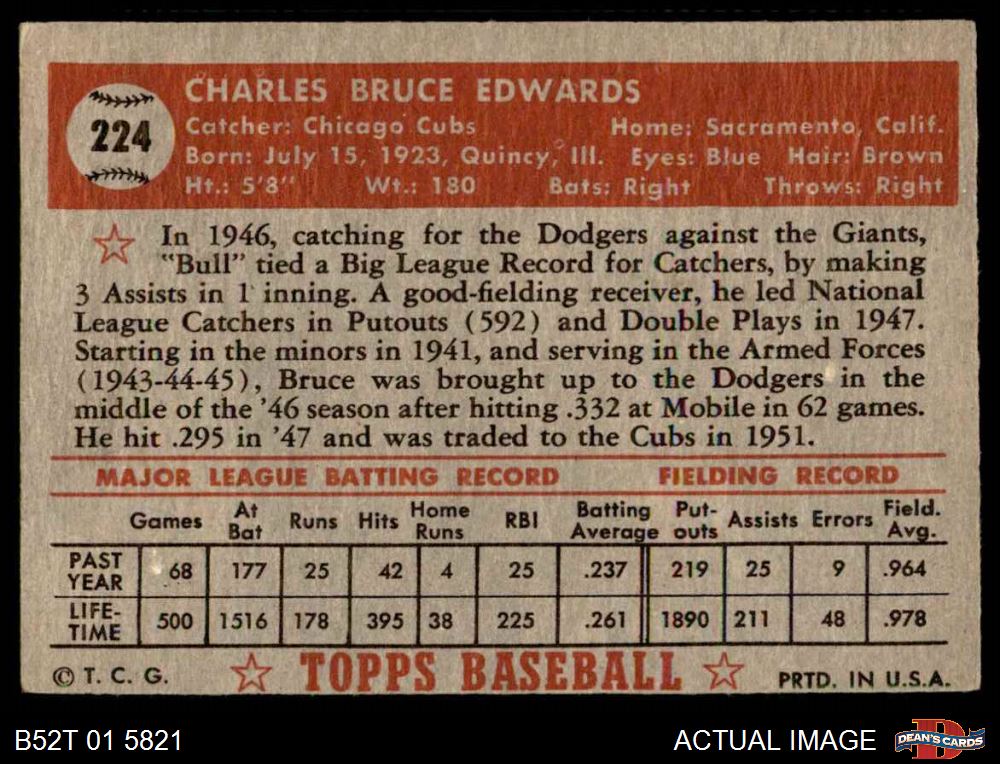 224
CHARLES BRUCE EDWARDS
Catcher: Chicago Cubs Home: Sacramento, Calif.
Born: July 15, 1923, Quincy, Ill. Eyes: Blue Hair: Brown
Ht.: 5'8'' Wt.: 180 Bats: Right Throws: Right
In 1946, catching for the Dodgers against the Giants,
"Bull" tied a Big League Record for Catchers, by making
3 Assists in 1 inning. A good-fielding receiver, he led National
League Catchers in Putouts (592) and Double Plays in 1947.
Starting in the minors in 1941, and serving in the Armed Forces
(1943-44-45), Bruce was brought up to the Dodgers in the
middle of the '46 season after hitting .332 at Mobile in 62 games.
He hit .295 in '47 and was traded to the Cubs in 1951.
MAJOR LEAGUE BATTING RECORD FIELDING RECORD
Games At Bat Runs Hits Home Runs RBI Batting Average Put-outs Assists Errors Field. Avg.
PAST YEAR 68 177 25 42 4 25 .237 219 25 9 .964
LIFE-TIME 500 1516 178 395 38 225 .261 1890 211 48 .978
© T. C. G. TOPPS BASEBALL PRTD. IN U.S.A.
B52T 01 5821 ACTUAL IMAGE DEAN'S CARDS